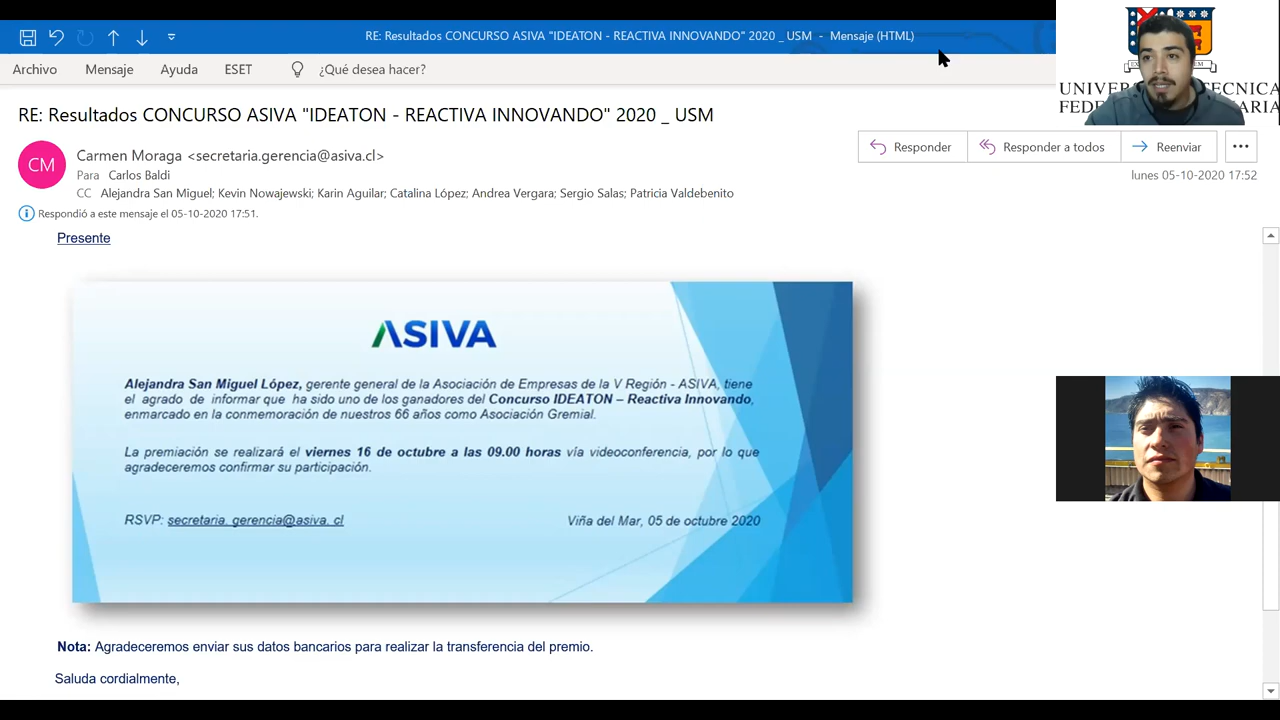 RE: Resultados CONCURSO ASIVA "IDEATON - REACTIVA INNOVANDO" 2020 _ USM - Mensaje (HTML)
Archivo Mensaje Ayuda ESET ¿Qué desea hacer?
RE: Resultados CONCURSO ASIVA "IDEATON - REACTIVA INNOVANDO" 2020 _ USM
CM
Carmen Moraga <secretaria.gerencia@asiva.cl>
Para Carlos Baldi
CC Alejandra San Miguel; Kevin Nowajewski; Karin Aguilar; Catalina López; Andrea Vergara; Sergio Salas; Patricia Valdebenito
Responder Responder a todos Reenviar
lunes 05-10-2020 17:52
Respondió a este mensaje el 05-10-2020 17:51.
Presente
ASIVA
Alejandra San Miguel López, gerente general de la Asociación de Empresas de la V Región - ASIVA, tiene
el agrado de informar que ha sido uno de los ganadores del Concurso IDEATON – Reactiva Innovando,
enmarcado en la conmemoración de nuestros 66 años como Asociación Gremial.
La premiación se realizará el viernes 16 de octubre a las 09.00 horas vía videoconferencia, por lo que
agradeceremos confirmar su participación.
RSVP: secretaria. gerencia@asiva. cl
Viña del Mar, 05 de octubre 2020
Nota: Agradeceremos enviar sus datos bancarios para realizar la transferencia del premio.
Saluda cordialmente,